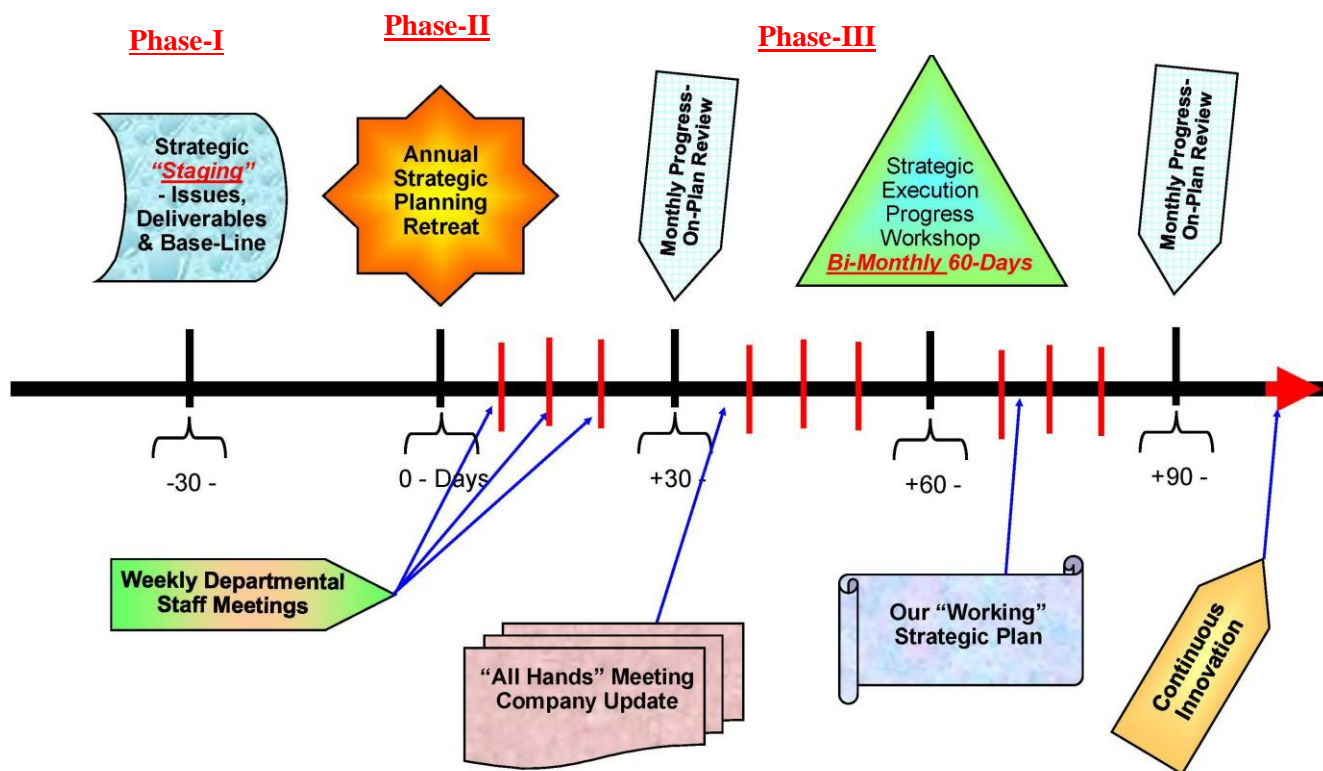 Phase-I
Phase-II
Phase-III
Strategic
“Staging”
- Issues,
Deliverables
& Base-Line
Annual
Strategic
Planning
Retreat
Monthly Progress-
On-Plan Review
Strategic
Execution
Progress
Workshop
Bi-Monthly 60-Days
Monthly Progress-
On-Plan Review
-30 -
0 - Days
+30 -
+60 -
+90 -
Weekly Departmental
Staff Meetings
“All Hands” Meeting
Company Update
Our “Working”
Strategic Plan
Continuous
Innovation